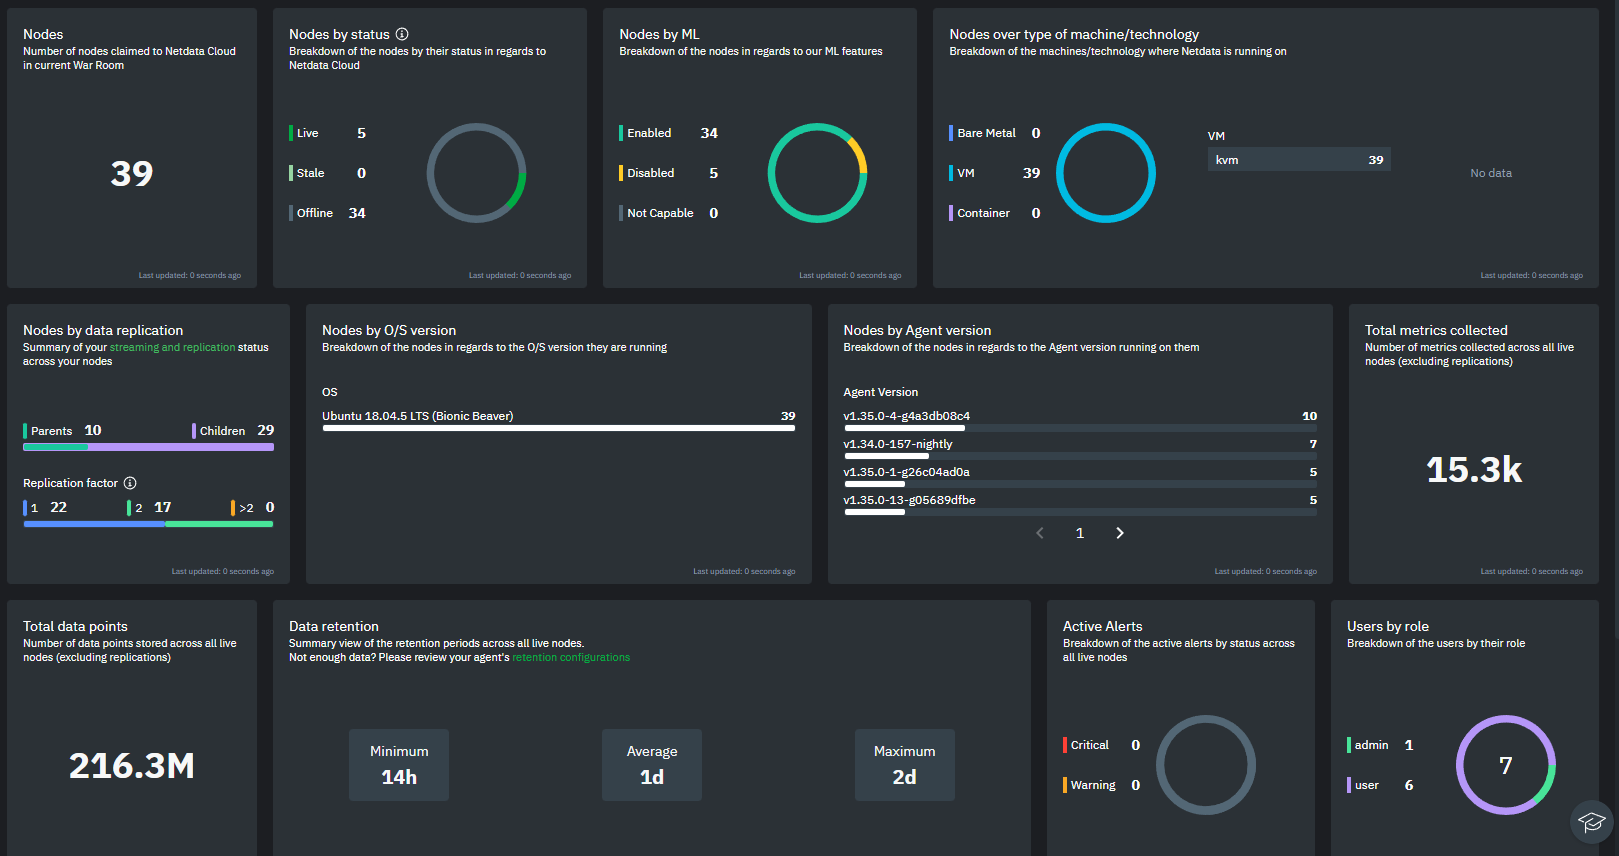 Nodes
Number of nodes claimed to Netdata Cloud
in current War Room
39
Last updated: 0 seconds ago
Nodes by status
Breakdown of the nodes by their status in regards to
Netdata Cloud
Live 5
Stale 0
Offline 34
Last updated: 0 seconds ago
Nodes by ML
Breakdown of the nodes in regards to our ML features
Enabled 34
Disabled 5
Not Capable 0
Last updated: 0 seconds ago
Nodes over type of machine/technology
Breakdown of the machines/technology where Netdata is running on
Bare Metal 0
VM 39
Container 0
VM
kvm 39
No data
Last updated: 0 seconds ago
Nodes by data replication
Summary of your streaming and replication status
across your nodes
Parents 10 Children 29
Replication factor
1 22 2 17 >2 0
Last updated: 0 seconds ago
Nodes by O/S version
Breakdown of the nodes in regards to the O/S version they are running
OS
Ubuntu 18.04.5 LTS (Bionic Beaver) 39
Last updated: 0 seconds ago
Nodes by Agent version
Breakdown of the nodes in regards to the Agent version running on them
Agent Version
v1.35.0-4-g4a3db08c4 10
v1.34.0-157-nightly 7
v1.35.0-1-g26c04ad0a 5
v1.35.0-13-g05689dfbe 5
1
Last updated: 0 seconds ago
Total metrics collected
Number of metrics collected across all live
nodes (excluding replications)
15.3k
Last updated: 0 seconds ago
Total data points
Number of data points stored across all live
nodes (excluding replications)
216.3M
Data retention
Summary view of the retention periods across all live nodes.
Not enough data? Please review your agent's retention configurations
Minimum
14h
Average
1d
Maximum
2d
Active Alerts
Breakdown of the active alerts by status across
all live nodes
Critical 0
Warning 0
Users by role
Breakdown of the users by their role
admin 1
user 6
7